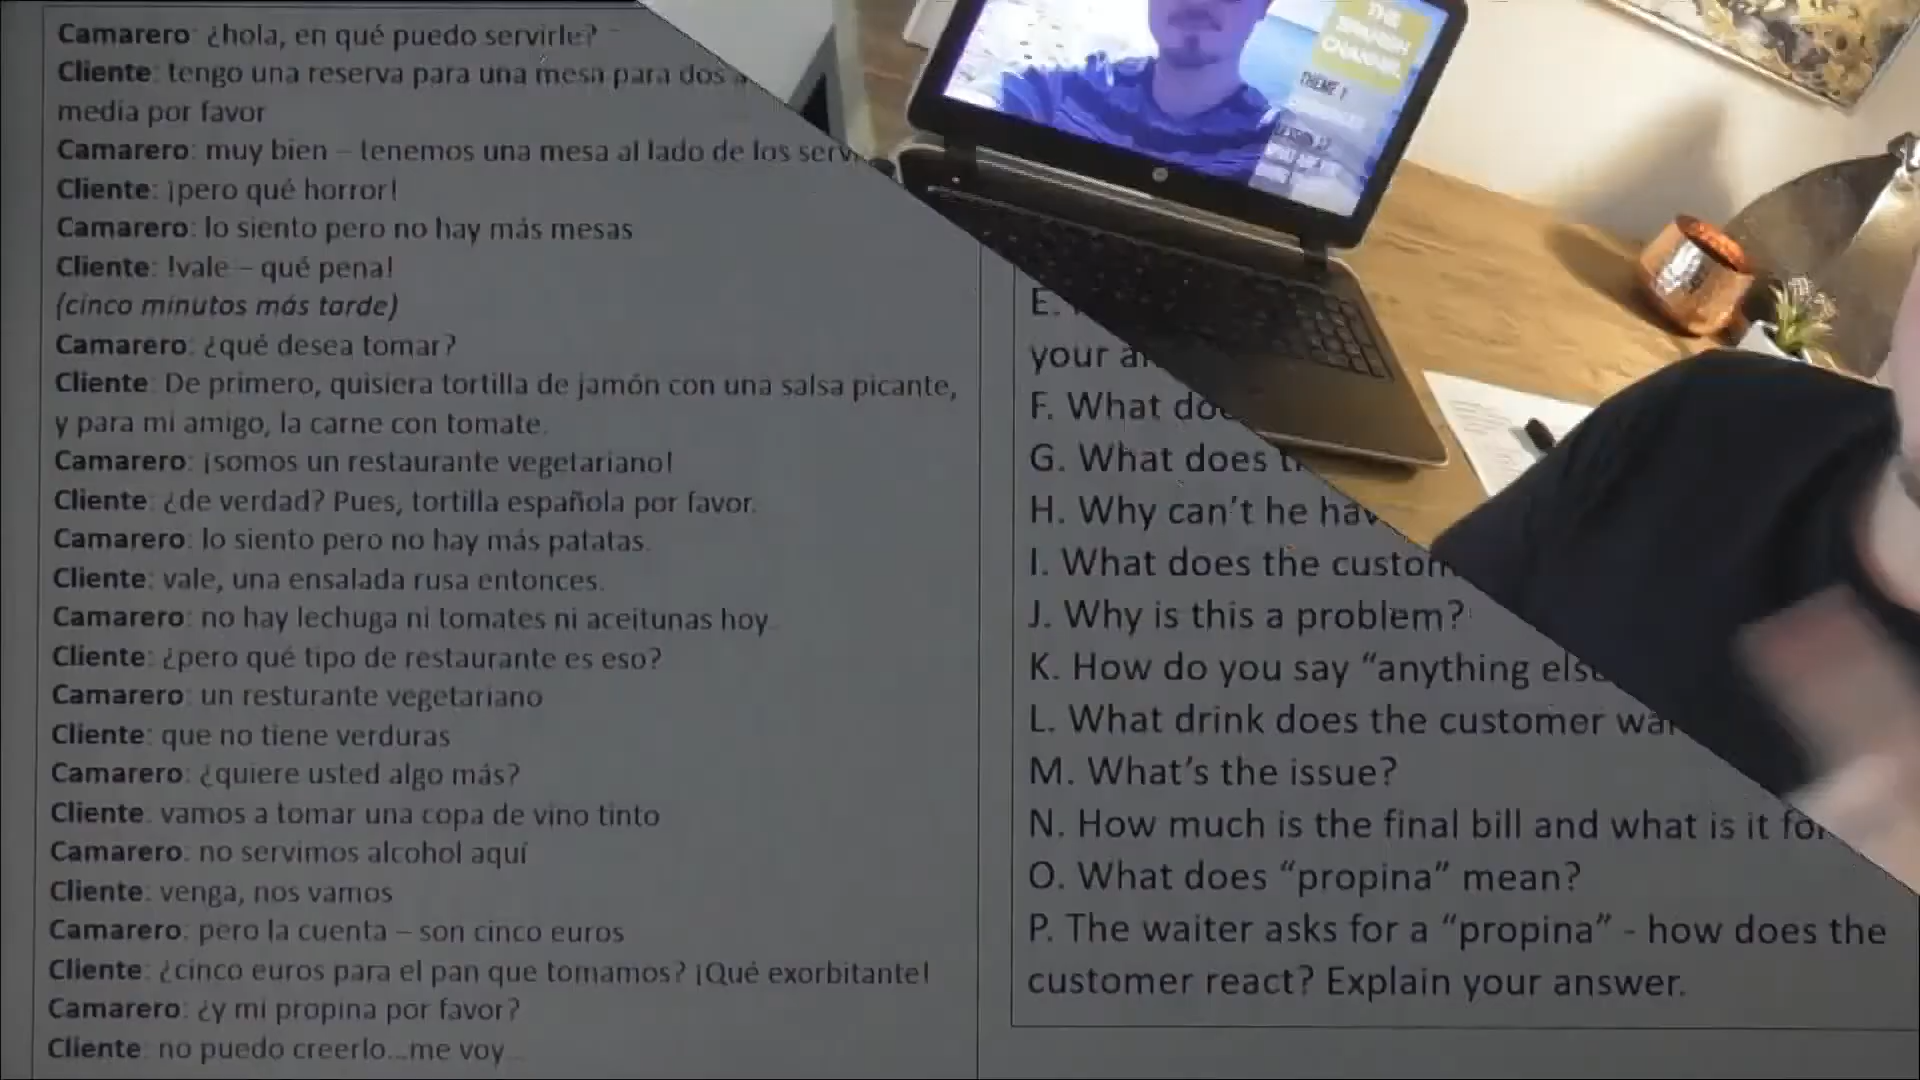 Camarero: ¿hola, en qué puedo servirle?
Cliente: tengo una reserva para una mesa para dos
media por favor
Camarero: muy bien – tenemos una mesa al lado de los
Cliente: ¡pero qué horror!
Camarero: lo siento pero no hay más mesas
Cliente: !vale – qué pena!
(cinco minutos más tarde)
Camarero: ¿qué desea tomar?
Cliente: De primero, quisiera tortilla de jamón con una salsa picante,
y para mi amigo, la carne con tomate.
Camarero: ¡somos un restaurante vegetariano!
Cliente: ¿de verdad? Pues, tortilla española por favor.
Camarero: lo siento pero no hay más patatas.
Cliente: vale, una ensalada rusa entonces.
Camarero: no hay lechuga ni tomates ni aceitunas hoy
Cliente: ¿pero qué tipo de restaurante es eso?
Camarero: un resturante vegetariano
Cliente: que no tiene verduras
Camarero: ¿quiere usted algo más?
Cliente: vamos a tomar una copa de vino tinto
Camarero: no servimos alcohol aquí
Cliente: venga, nos vamos
Camarero: pero la cuenta – son cinco euros
Cliente: ¿cinco euros para el pan que tomamos? ¡Qué exorbitante!
Camarero: ¿y mi propina por favor?
Cliente: no puedo creerlo...me voy
E.
your
F. What
G. What does
H. Why can't he
I. What does the
J. Why is this a problem?
K. How do you say "anything
L. What drink does the customer
M. What's the issue?
N. How much is the final bill and what is it
O. What does "propina" mean?
P. The waiter asks for a "propina" - how does the
customer react? Explain your answer.
THE
SPANISH
CHANNEL
THEME 1